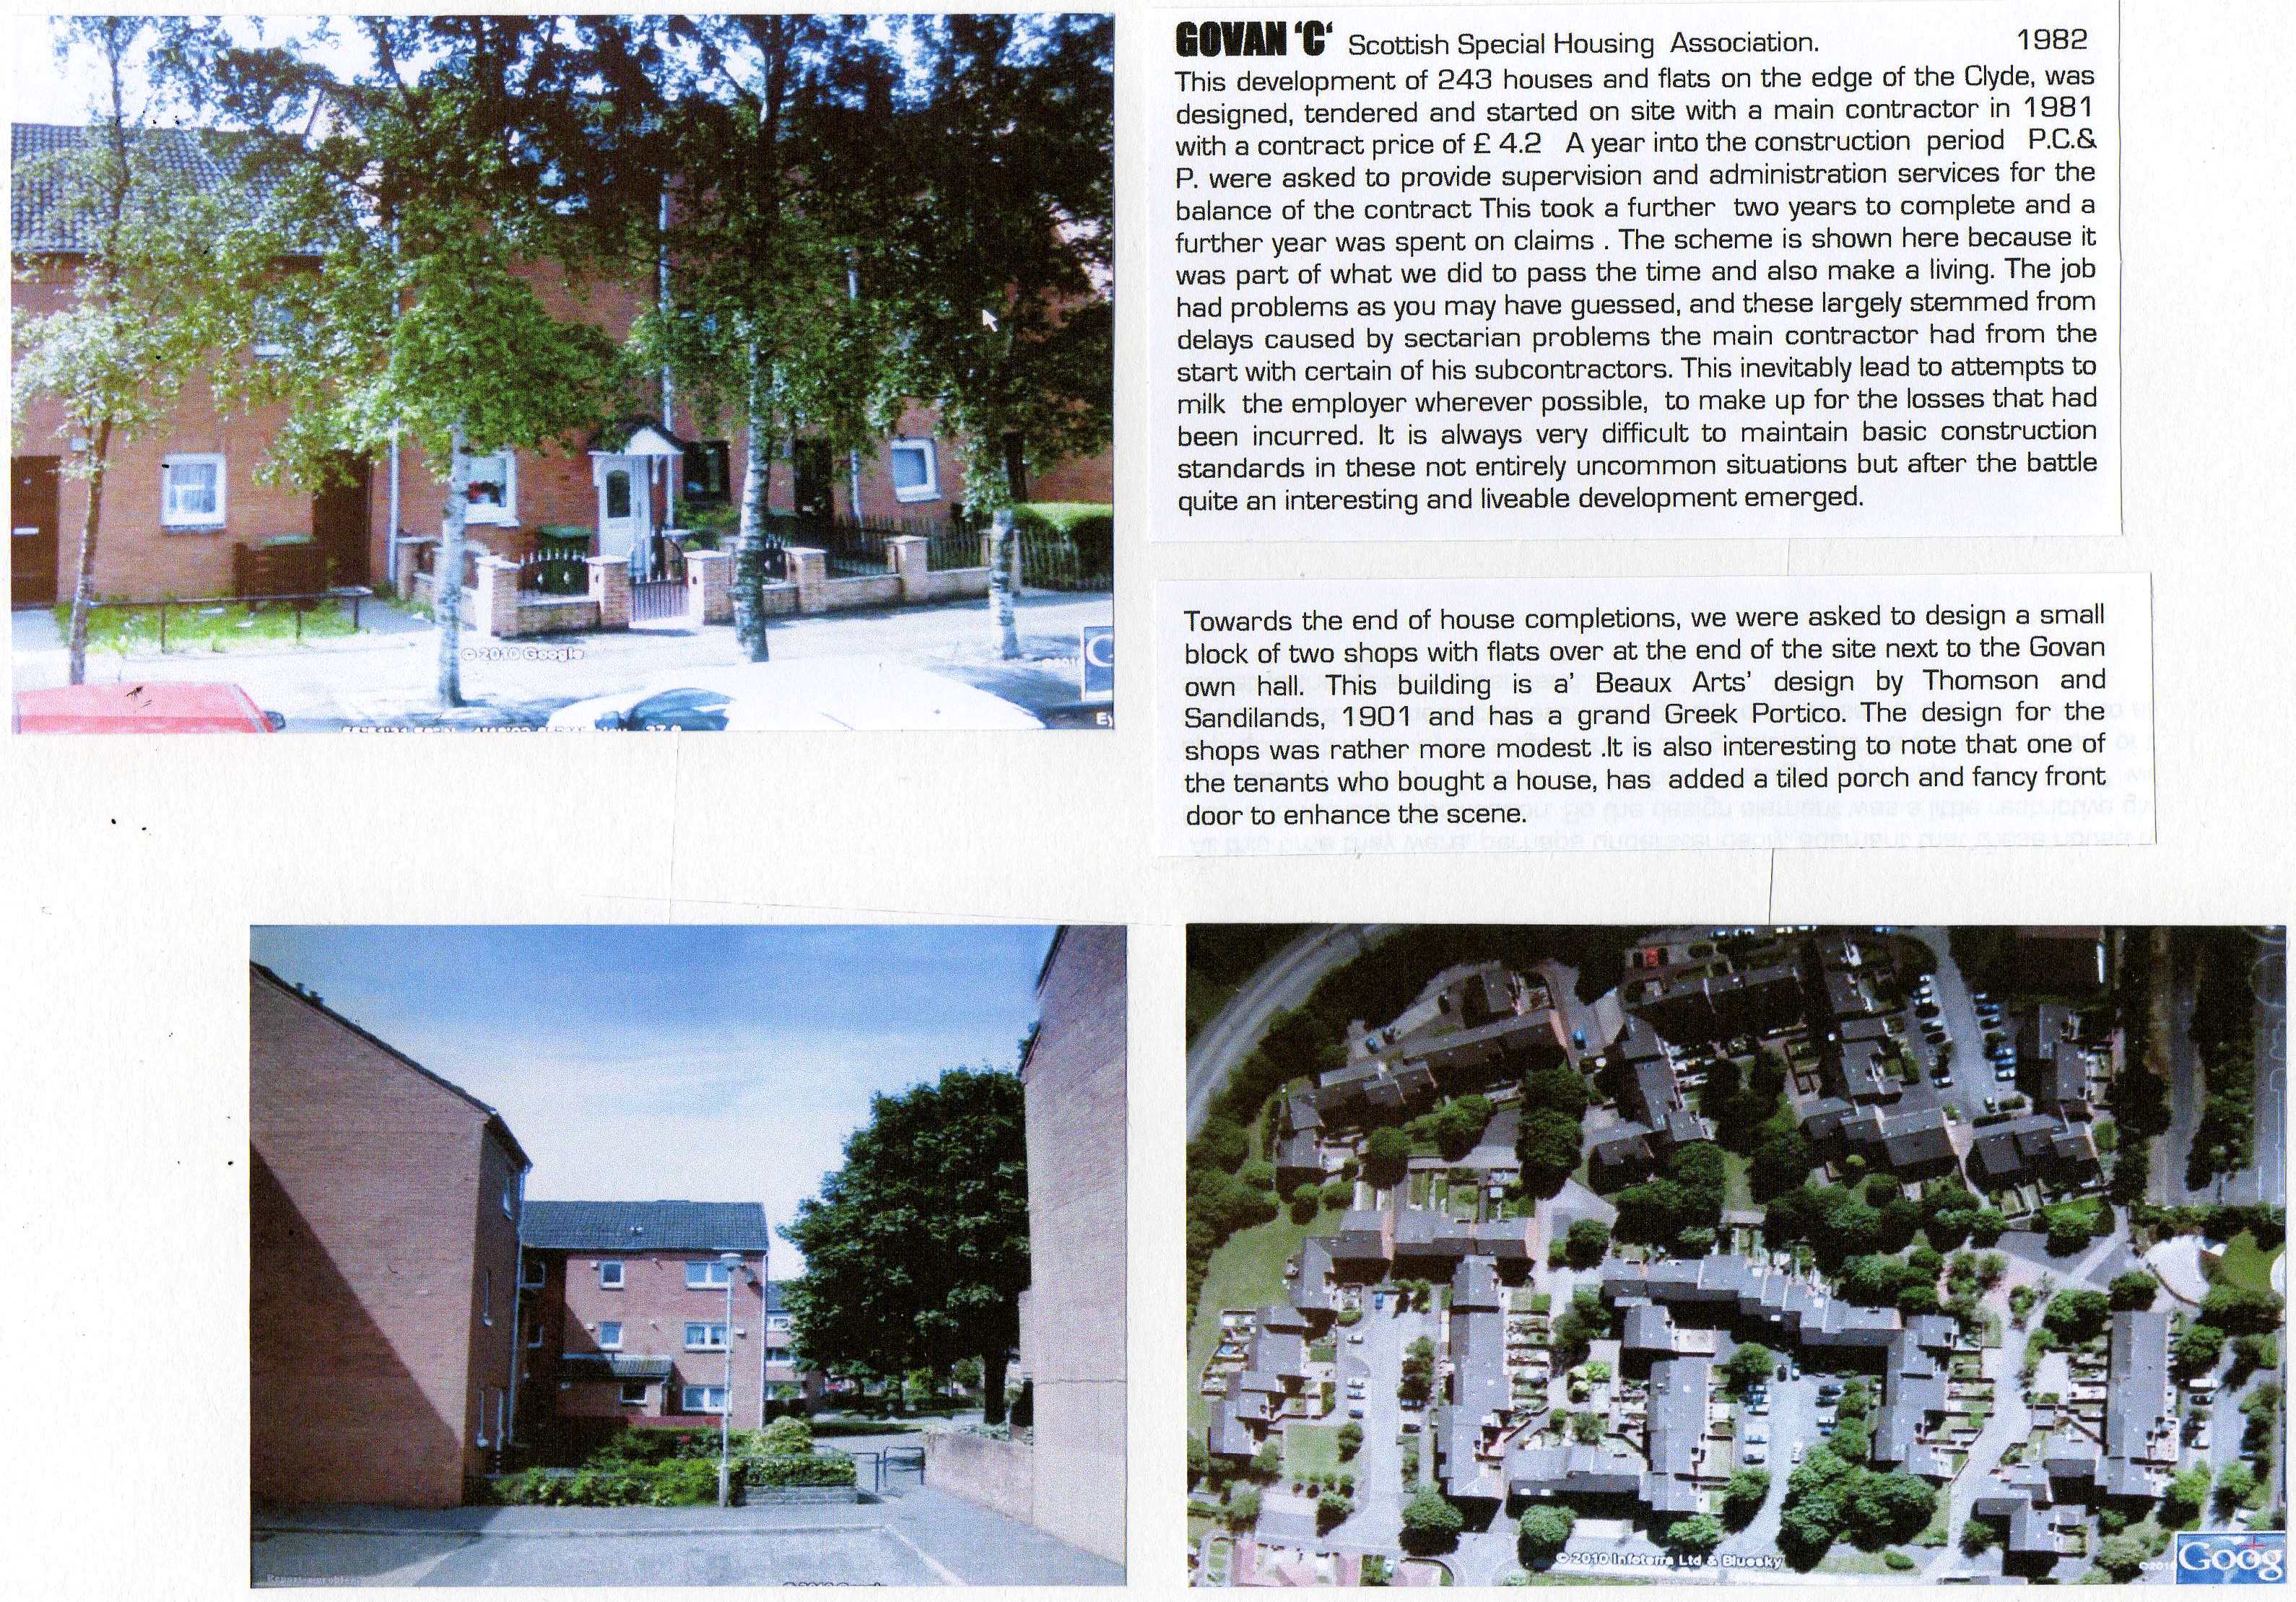 GOVAN 'C' Scottish Special Housing Association. 1982
This development of 243 houses and flats on the edge of the Clyde, was
designed, tendered and started on site with a main contractor in 1981
with a contract price of £ 4.2 A year into the construction period P.C.&
P. were asked to provide supervision and administration services for the
balance of the contract This took a further two years to complete and a
further year was spent on claims . The scheme is shown here because it
was part of what we did to pass the time and also make a living. The job
had problems as you may have guessed, and these largely stemmed from
delays caused by sectarian problems the main contractor had from the
start with certain of his subcontractors. This inevitably lead to attempts to
milk the employer wherever possible, to make up for the losses that had
been incurred. It is always very difficult to maintain basic construction
standards in these not entirely uncommon situations but after the battle
quite an interesting and liveable development emerged.
Towards the end of house completions, we were asked to design a small
block of two shops with flats over at the end of the site next to the Govan
own hall. This building is a' Beaux Arts' design by Thomson and
Sandilands, 1901 and has a grand Greek Portico. The design for the
shops was rather more modest .It is also interesting to note that one of
the tenants who bought a house, has added a tiled porch and fancy front
door to enhance the scene.
© 2010 Google
© 2010 Infoterra Ltd & Bluesky
Goog
Report a problem